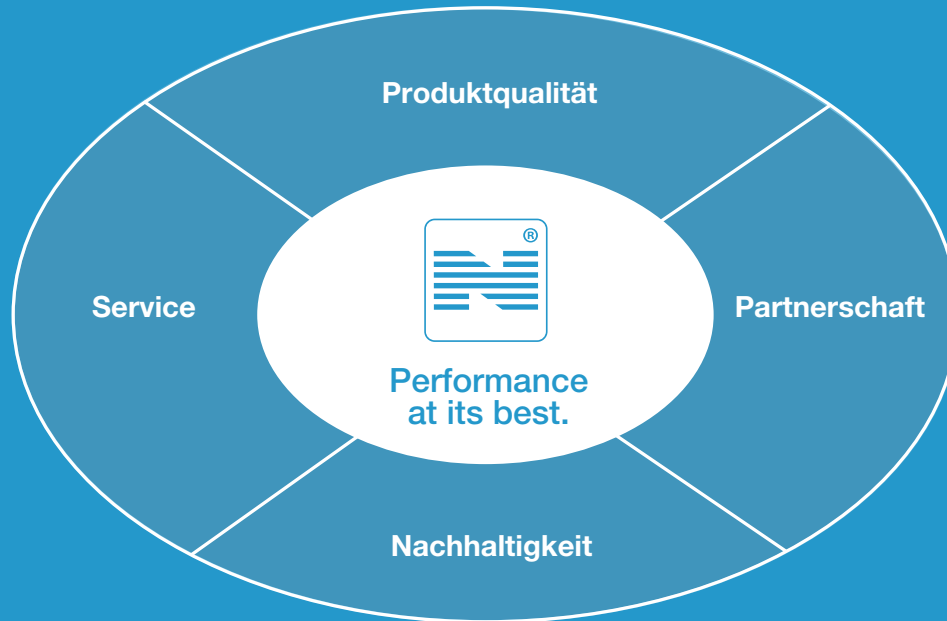 Produktqualität
®
Service
Partnerschaft
Performance
at its best.
Nachhaltigkeit